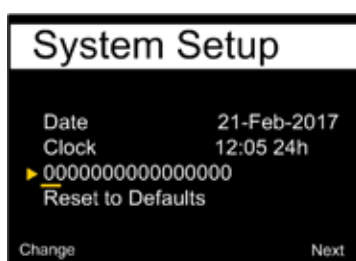 System Setup
Date 21-Feb-2017
Clock 12:05 24h
0000000000000000
Reset to Defaults
Change Next